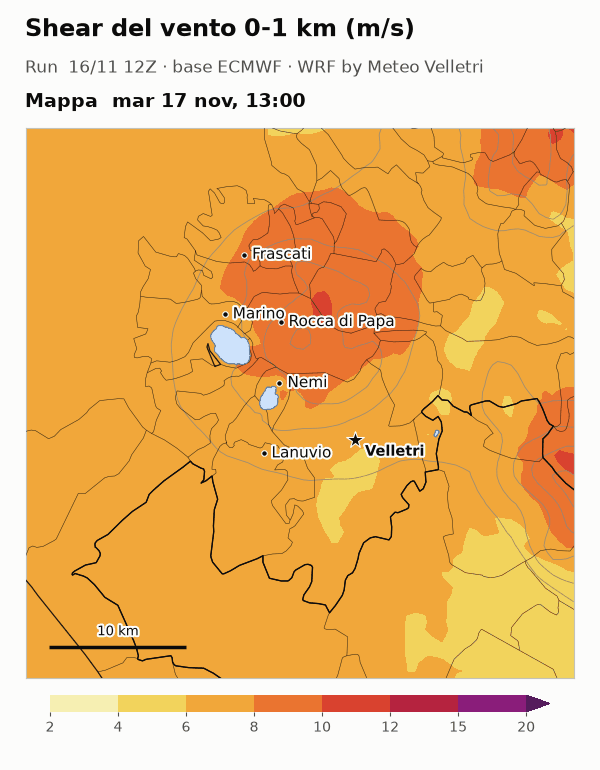 Shear del vento 0-1 km (m/s)
Run  16/11 12Z · base ECMWF · WRF by Meteo Velletri
Mappa  mar 17 nov, 13:00
Frascati
Marino
Rocca di Papa
Nemi
Velletri
Lanuvio
10 km
2 4 6 8 10 12 15 20